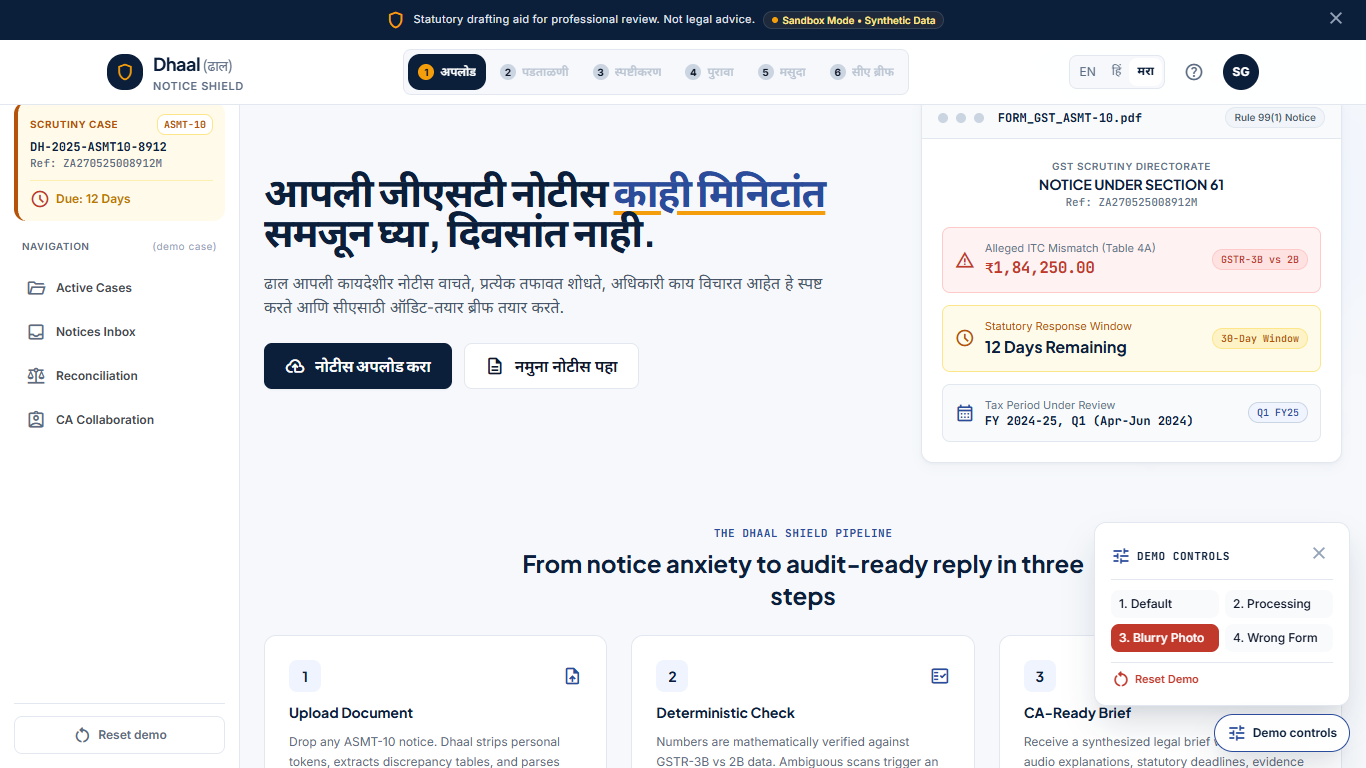 Statutory drafting aid for professional review. Not legal advice.
Sandbox Mode • Synthetic Data
Dhaal (ढाल)
NOTICE SHIELD
1 अपलोड
2 पडताळणी
3 स्पष्टीकरण
4 पुरावा
5 मसुदा
6 सीए ब्रीफ
EN
हिं
मरा
SG
SCRUTINY CASE
ASMT-10
DH-2025-ASMT10-8912
Ref: ZA270525008912M
Due: 12 Days
NAVIGATION
(demo case)
Active Cases
Notices Inbox
Reconciliation
CA Collaboration
Reset demo
आपली जीएसटी नोटीस काही मिनिटांत
समजून घ्या, दिवसांत नाही.
ढाल आपली कायदेशीर नोटीस वाचते, प्रत्येक तफावत शोधते, अधिकारी काय विचारत आहेत हे स्पष्ट
करते आणि सीएसाठी ऑडिट-तयार ब्रीफ तयार करते.
नोटीस अपलोड करा
नमुना नोटीस पहा
FORM_GST_ASMT-10.pdf
Rule 99(1) Notice
GST SCRUTINY DIRECTORATE
NOTICE UNDER SECTION 61
Ref: ZA270525008912M
Alleged ITC Mismatch (Table 4A)
₹1,84,250.00
GSTR-3B vs 2B
Statutory Response Window
12 Days Remaining
30-Day Window
Tax Period Under Review
FY 2024-25, Q1 (Apr-Jun 2024)
Q1 FY25
THE DHAAL SHIELD PIPELINE
From notice anxiety to audit-ready reply in three
steps
1
Upload Document
Drop any ASMT-10 notice. Dhaal strips personal
tokens, extracts discrepancy tables, and parses
2
Deterministic Check
Numbers are mathematically verified against
GSTR-3B vs 2B data. Ambiguous scans trigger an
3
CA-Ready Brief
Receive a synthesized legal brief
audio explanations, statutory deadlines, evidence
DEMO CONTROLS
1. Default
2. Processing
3. Blurry Photo
4. Wrong Form
Reset Demo
Demo controls